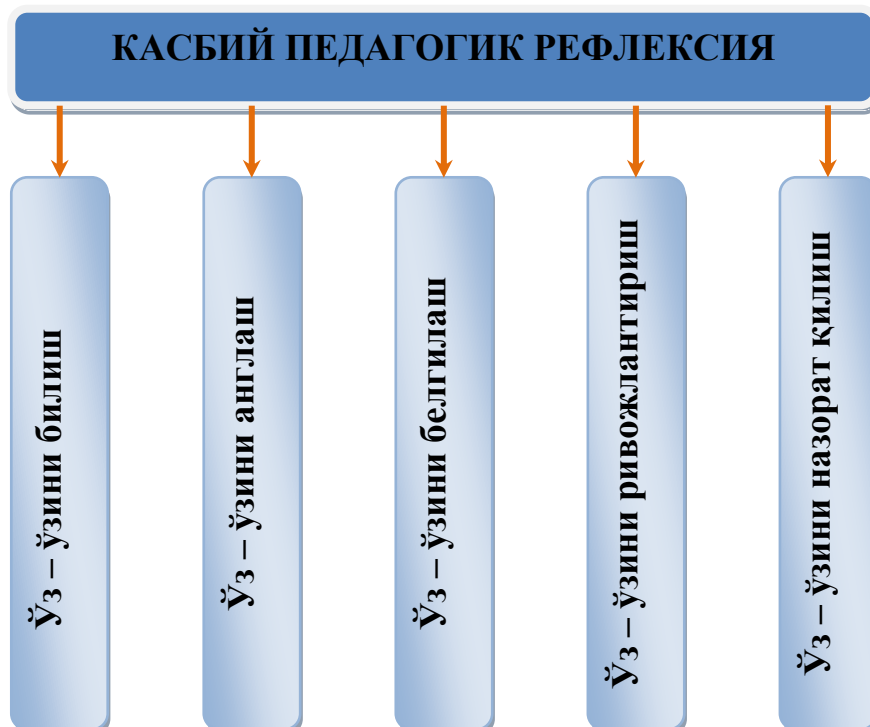 КАСБИЙ ПЕДАГОГИК РЕФЛЕКСИЯ
Ўз – ўзини билиш
Ўз – ўзини англаш
Ўз – ўзини белгилаш
Ўз – ўзини ривожлантириш
Ўз – ўзини назорат қилиш